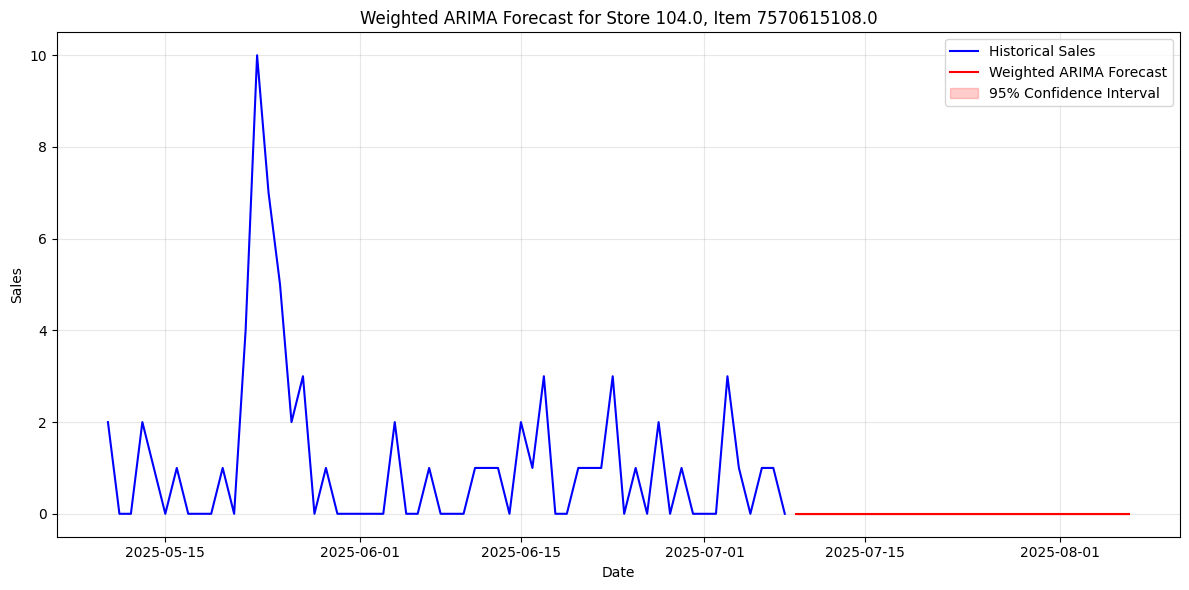 Weighted ARIMA Forecast for Store 104.0, Item 7570615108.0
Historical Sales
Weighted ARIMA Forecast
95% Confidence Interval
10
8
6
4
2
0
Sales
2025-05-15
2025-06-01
2025-06-15
2025-07-01
2025-07-15
2025-08-01
Date